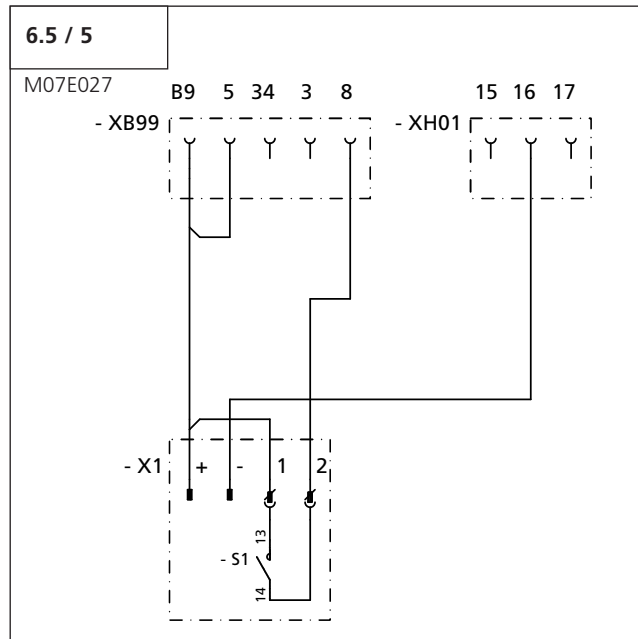 6.5 / 5
M07E027
B9 5 34 3 8 15 16 17
- XB99 - XH01
- X1 + - 1 2
13
- S1
14